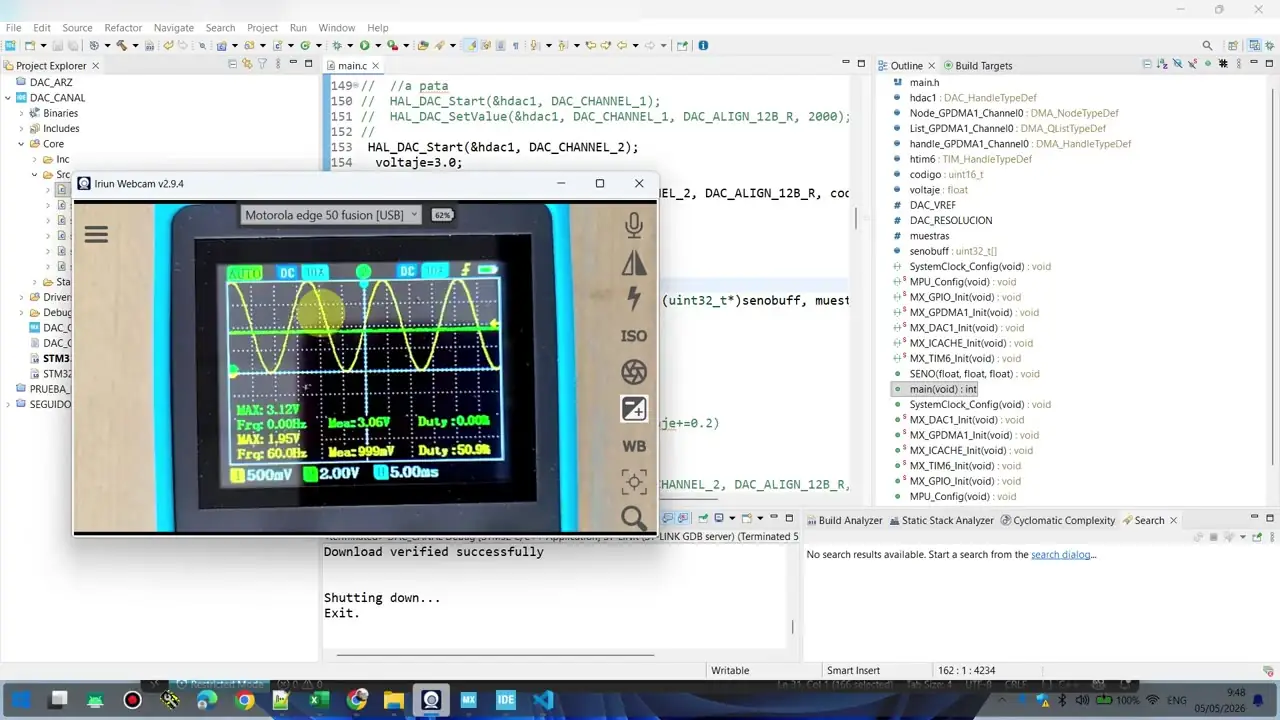 File Edit Source Refactor Navigate Search Project Run Window Help
Project Explorer
DAC_ARZ
DAC_CANAL
Binaries
Includes
Core
Inc
Src
main.c
149 // //a pata
150 // HAL_DAC_Start(&hdac1, DAC_CHANNEL_1);
151 // HAL_DAC_SetValue(&hdac1, DAC_CHANNEL_1, DAC_ALIGN_12B_R, 2000);
152 //
153 HAL_DAC_Start(&hdac1, DAC_CHANNEL_2);
154 voltaje=3.0;
Iriun Webcam v2.9.4
Motorola edge 50 fusion [USB]
62%
AUTO DC 10X DC 10X
MAX: 3.12V
Frq: 0.00Hz Mea:3.06V Duty:0.00%
MAX: 1.95V
Frq: 60.0Hz Mea:999mV Duty:50.9%
500mV 2.00V 5.00ms
ISO
WB
DAC_ALIGN_12B_R,
(uint32_t*)senobuff,
+=0.2)
DAC_ALIGN_12B_R,
Outline
Build Targets
main.h
hdac1 : DAC_HandleTypeDef
Node_GPDMA1_Channel0 : DMA_NodeTypeDef
List_GPDMA1_Channel0 : DMA_QListTypeDef
handle_GPDMA1_Channel0 : DMA_HandleTypeDef
htim6 : TIM_HandleTypeDef
codigo : uint16_t
voltaje : float
DAC_VREF
DAC_RESOLUCION
muestras
senobuff : uint32_t[]
SystemClock_Config(void) : void
MPU_Config(void) : void
MX_GPIO_Init(void) : void
MX_GPDMA1_Init(void) : void
MX_DAC1_Init(void) : void
MX_ICACHE_Init(void) : void
MX_TIM6_Init(void) : void
SENO(float, float, float) : void
main(void) : int
SystemClock_Config(void) : void
MX_DAC1_Init(void) : void
MX_GPDMA1_Init(void) : void
MX_ICACHE_Init(void) : void
MX_TIM6_Init(void) : void
MX_GPIO_Init(void) : void
MPU_Config(void) : void
PRUEBA_
SEGUIDO
Download verified successfully
Shutting down...
Exit.
Build Analyzer Static Stack Analyzer Cyclomatic Complexity Search
No search results available. Start a search from the search dialog...
Writable Smart Insert 162 : 1 : 4234
Restricted Mode
MX IDE
100% ENG
9:48
05/05/2026